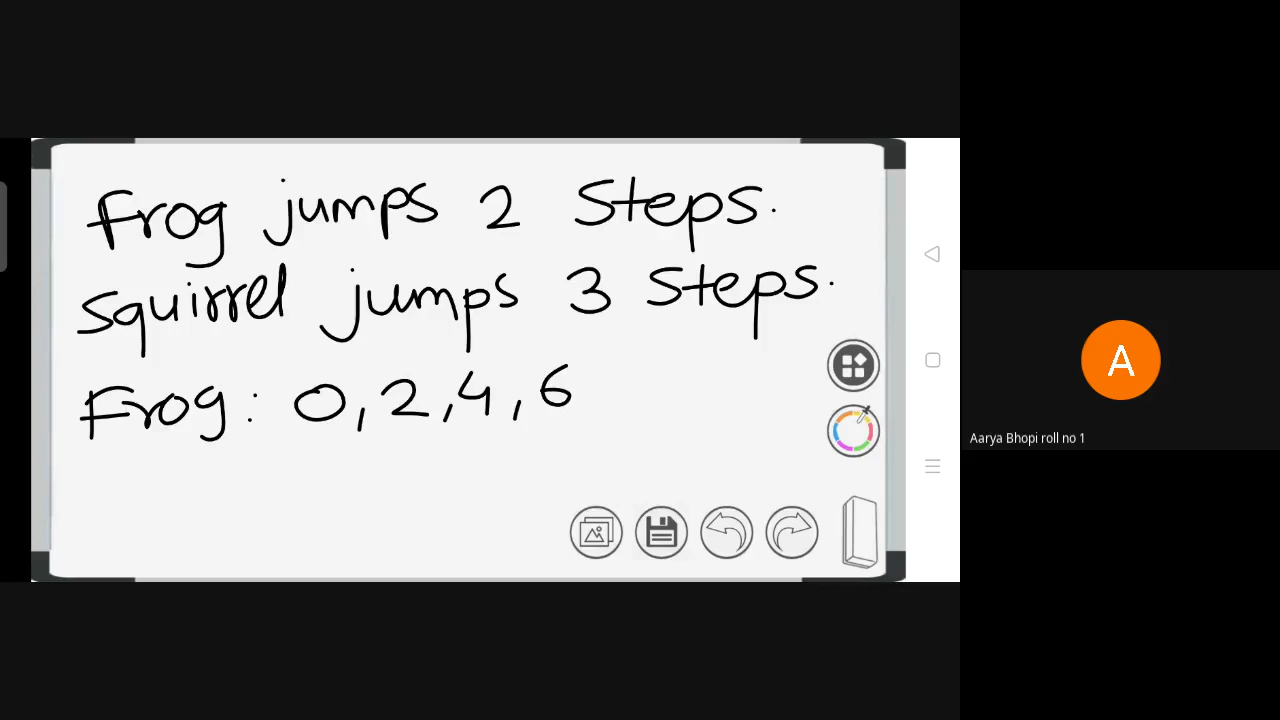 Frog jumps 2 Steps.
Squirrel jumps 3 Steps.
Frog: 0, 2, 4, 6
A
Aarya Bhopi roll no 1